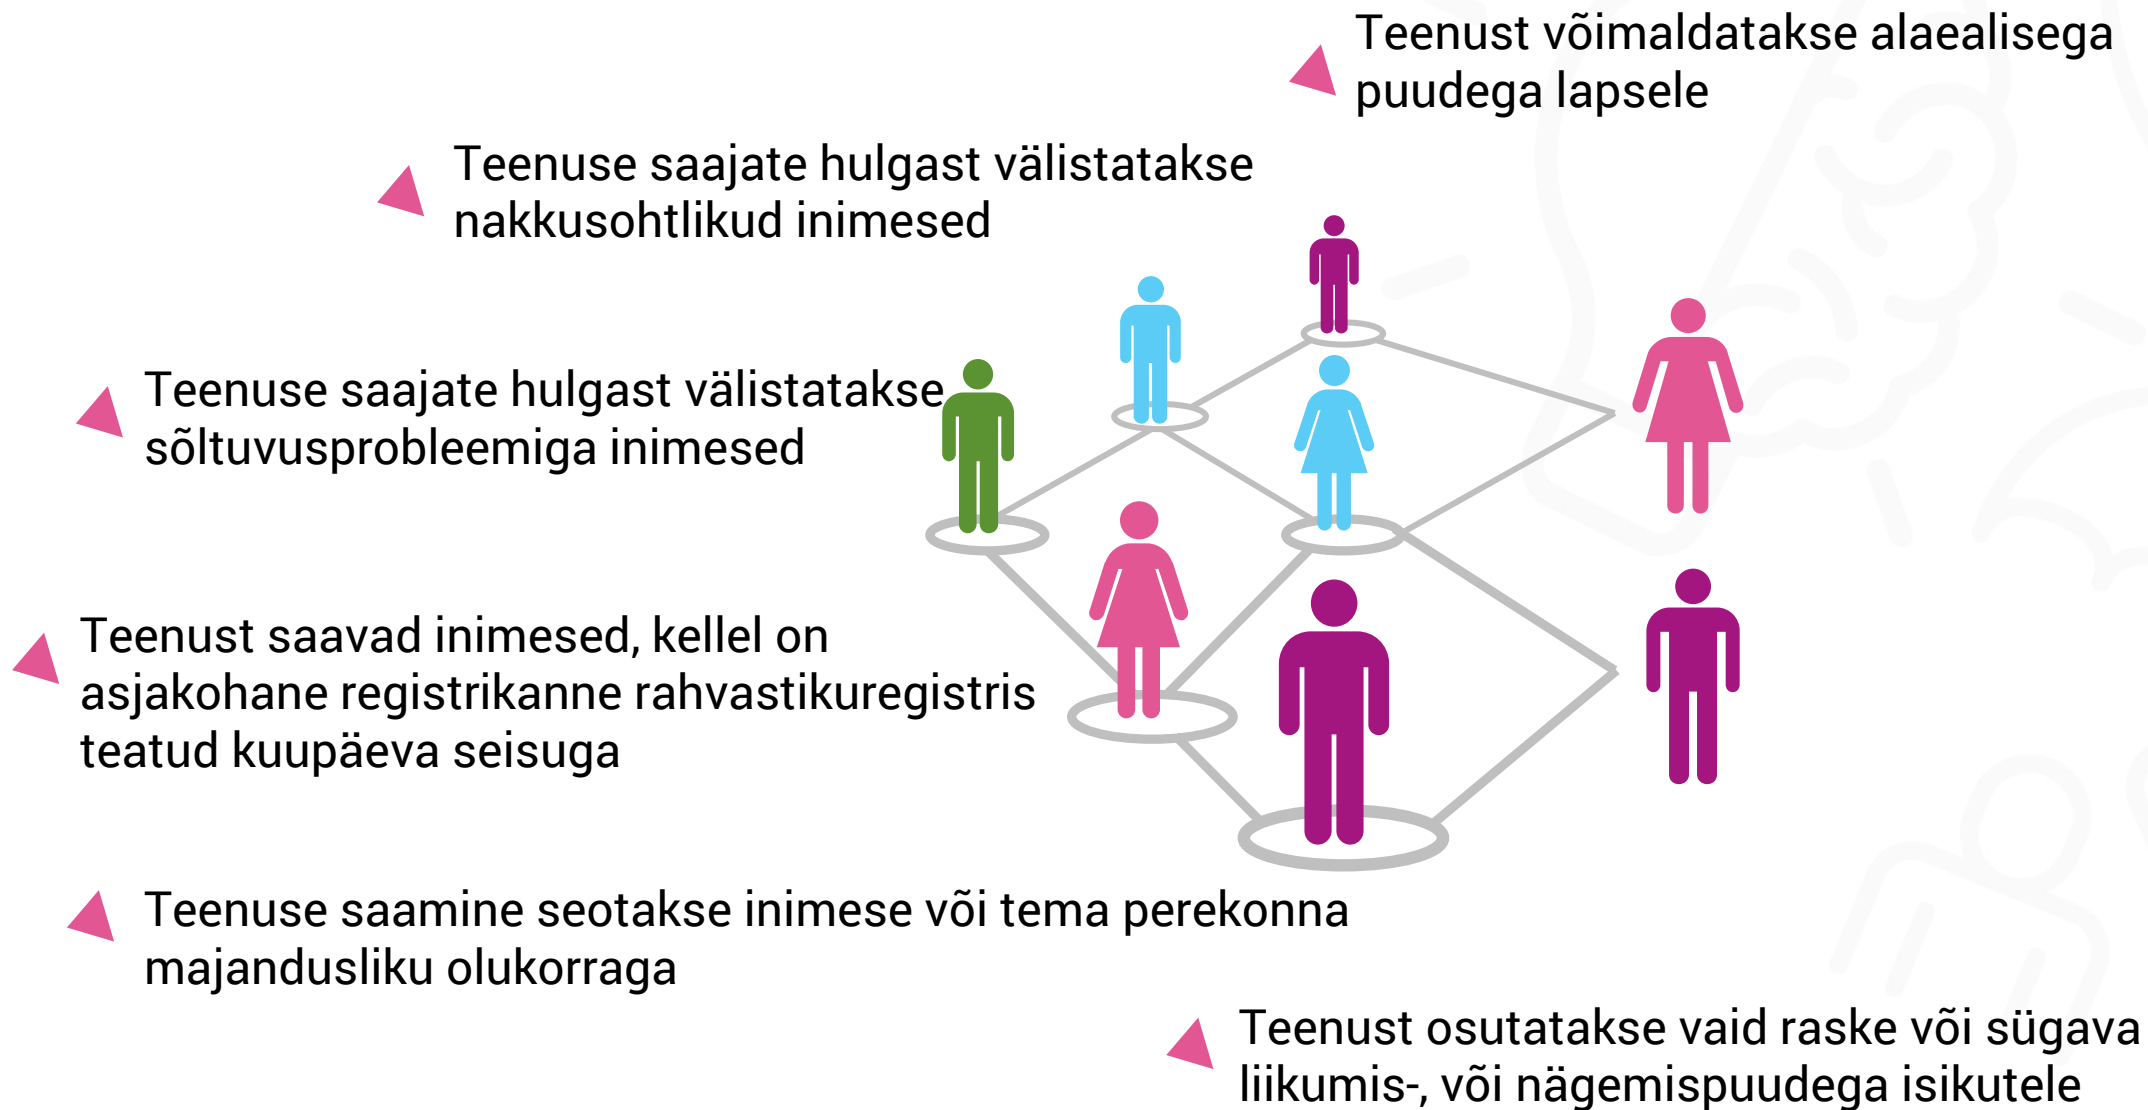 Teenust võimaldatakse alaealisega
puudega lapsele
Teenuse saajate hulgast välistatakse
nakkusohtlikud inimesed
Teenuse saajate hulgast välistatakse
sõltuvusprobleemiga inimesed
Teenust saavad inimesed, kellel on
asjakohane registrikanne rahvastikuregistris
teatud kuupäeva seisuga
Teenuse saamine seotakse inimese või tema perekonna
majandusliku olukorraga
Teenust osutatakse vaid raske või sügava
liikumis-, või nägemispuudega isikutele